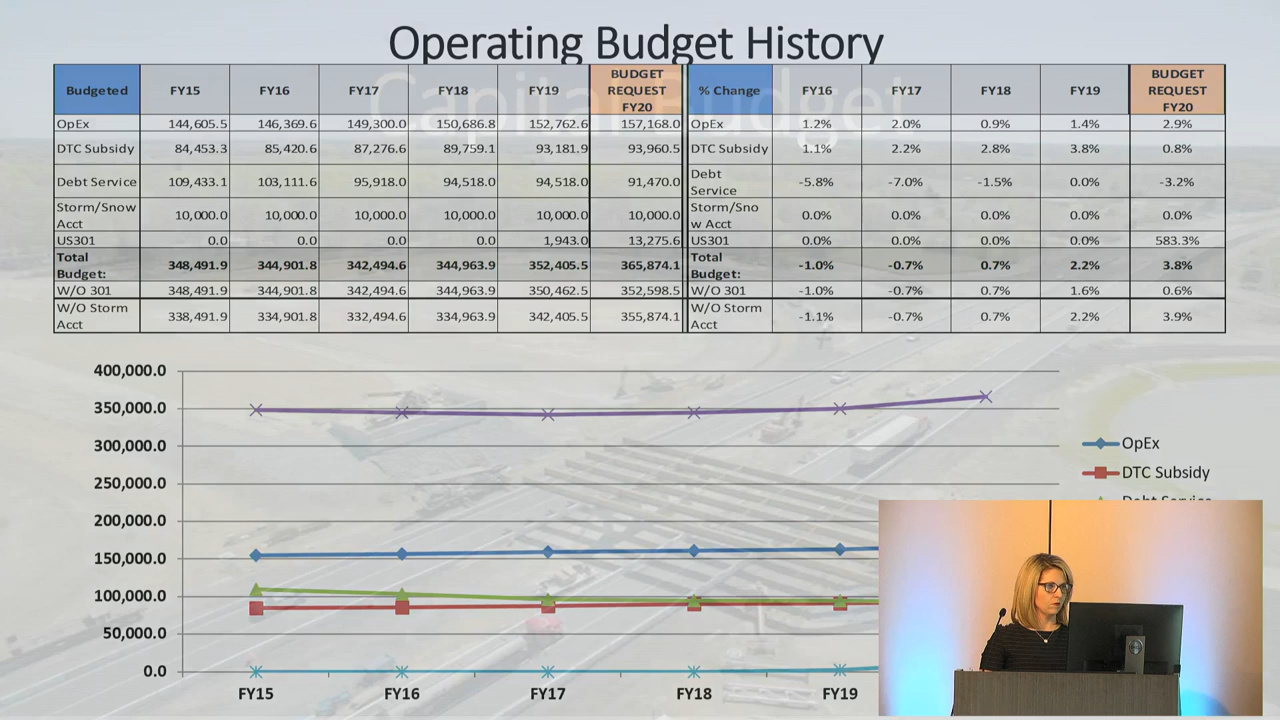 Operating Budget History
Capital Budget
Budgeted FY15 FY16 FY17 FY18 FY19 BUDGET REQUEST FY20 % Change FY16 FY17 FY18 FY19 BUDGET REQUEST FY20
OpEx 144,605.5 146,369.6 149,300.0 150,686.8 152,762.6 157,168.0 OpEx 1.2% 2.0% 0.9% 1.4% 2.9%
DTC Subsidy 84,453.3 85,420.6 87,276.6 89,759.1 93,181.9 93,960.5 DTC Subsidy 1.1% 2.2% 2.8% 3.8% 0.8%
Debt Service 109,433.1 103,111.6 95,918.0 94,518.0 94,518.0 91,470.0 Debt Service -5.8% -7.0% -1.5% 0.0% -3.2%
Storm/Snow Acct 10,000.0 10,000.0 10,000.0 10,000.0 10,000.0 10,000.0 Storm/Sno w Acct 0.0% 0.0% 0.0% 0.0% 0.0%
US301 0.0 0.0 0.0 0.0 1,943.0 13,275.6 US301 0.0% 0.0% 0.0% 0.0% 583.3%
Total Budget: 348,491.9 344,901.8 342,494.6 344,963.9 352,405.5 365,874.1 Total Budget: -1.0% -0.7% 0.7% 2.2% 3.8%
W/O 301 348,491.9 344,901.8 342,494.6 344,963.9 350,462.5 352,598.5 W/O 301 -1.0% -0.7% 0.7% 1.6% 0.6%
W/O Storm Acct 338,491.9 334,901.8 332,494.6 334,963.9 342,405.5 355,874.1 W/O Storm Acct -1.1% -0.7% 0.7% 2.2% 3.9%
400,000.0
350,000.0
300,000.0
250,000.0
200,000.0
150,000.0
100,000.0
50,000.0
0.0
FY15 FY16 FY17 FY18 FY19
OpEx
DTC Subsidy